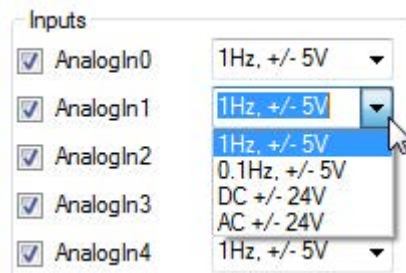 Inputs
AnalogIn0 1Hz, +/- 5V
AnalogIn1 1Hz, +/- 5V
1Hz, +/- 5V
AnalogIn2
0.1Hz, +/- 5V
DC +/- 24V
AnalogIn3
AC +/- 24V
AnalogIn4 1Hz, +/- 5V